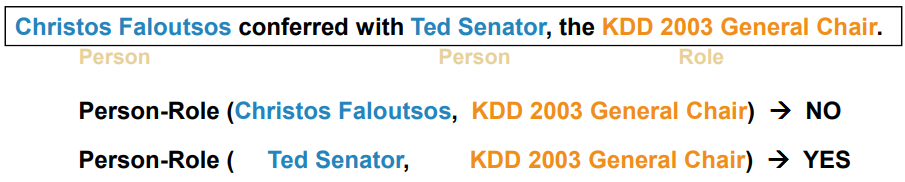 Christos Faloutsos conferred with Ted Senator, the KDD 2003 General Chair.
Person Person Role
Person-Role (Christos Faloutsos, KDD 2003 General Chair) → NO
Person-Role ( Ted Senator, KDD 2003 General Chair) → YES